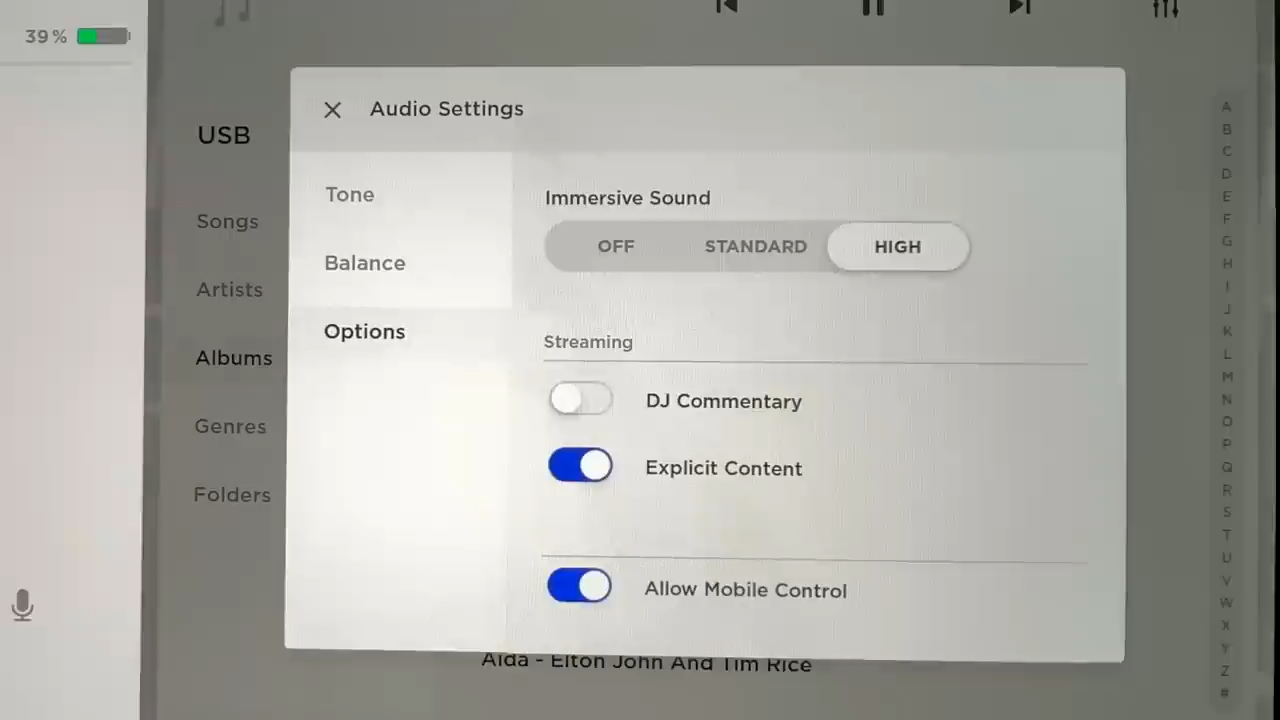 39%
USB
Songs
Artists
Albums
Genres
Folders
Audio Settings
Tone
Balance
Options
Immersive Sound
OFF STANDARD HIGH
Streaming
DJ Commentary
Explicit Content
Allow Mobile Control
Aida - Elton John And Tim Rice
A
B
C
D
E
F
G
H
I
J
K
L
M
N
O
P
Q
R
S
T
U
V
W
X
Y
Z
#